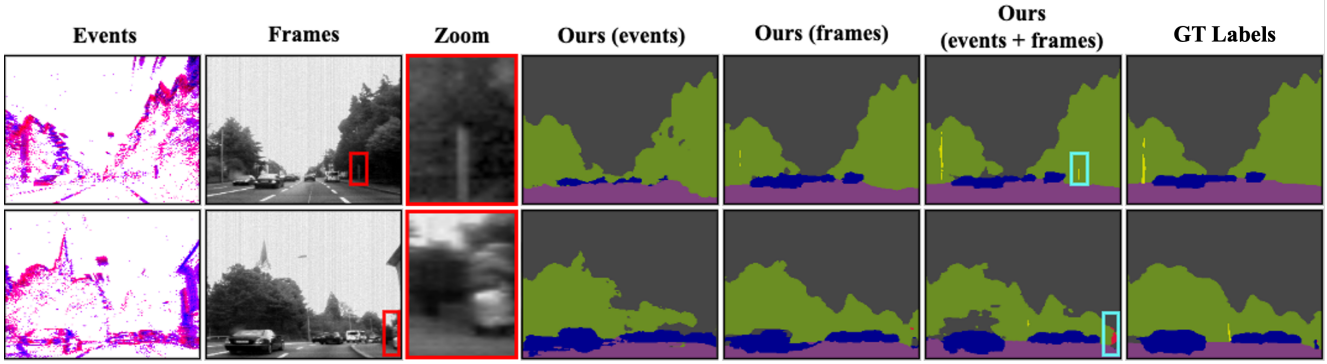 Events
Frames
Zoom
Ours (events)
Ours (frames)
Ours
(events + frames)
GT Labels